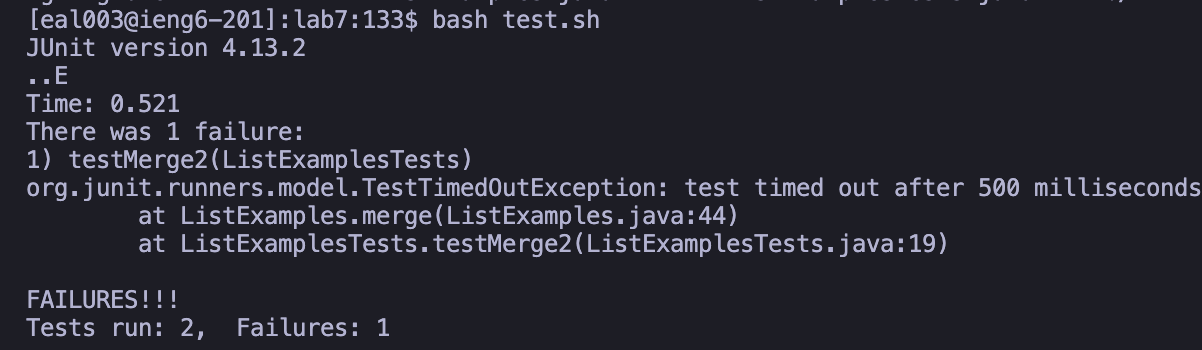 [eal003@ieng6-201]:lab7:133$ bash test.sh
JUnit version 4.13.2
..E
Time: 0.521
There was 1 failure:
1) testMerge2(ListExamplesTests)
org.junit.runners.model.TestTimedOutException: test timed out after 500 milliseconds
at ListExamples.merge(ListExamples.java:44)
at ListExamplesTests.testMerge2(ListExamplesTests.java:19)
FAILURES!!!
Tests run: 2,  Failures: 1